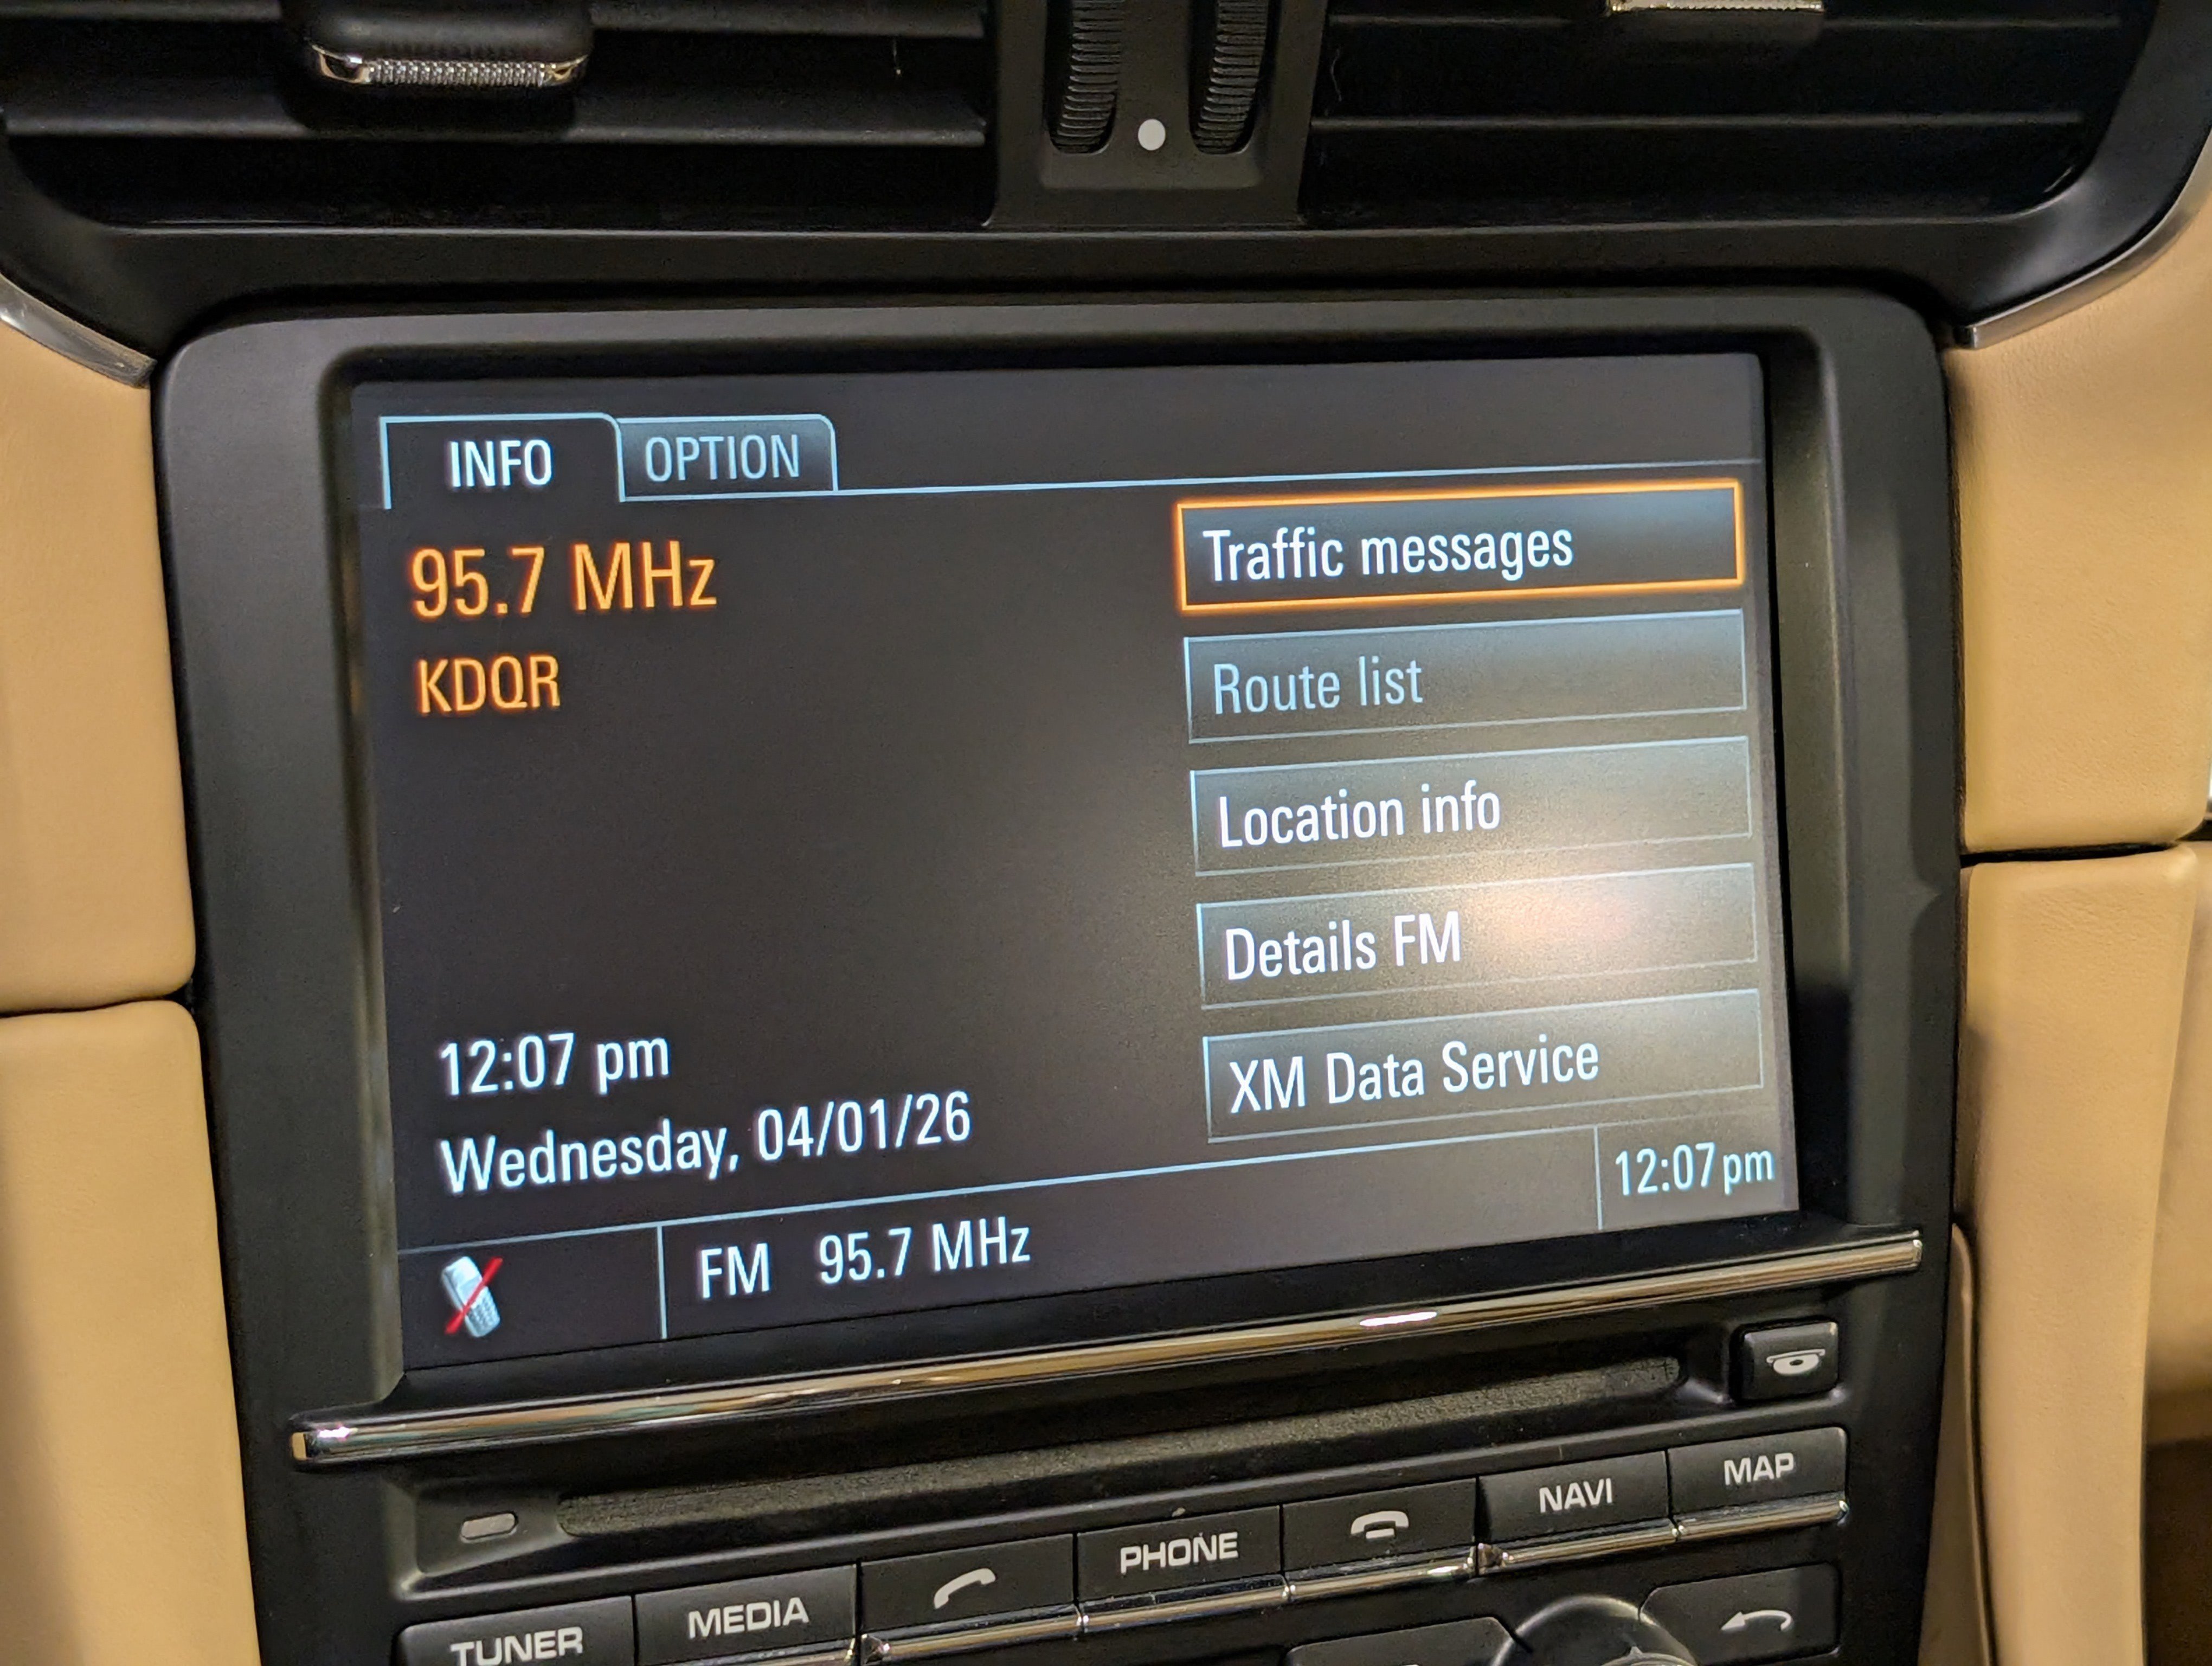 INFO
OPTION
95.7 MHz
KDQR
Traffic messages
Route list
Location info
Details FM
XM Data Service
12:07 pm
Wednesday, 04/01/26
FM 95.7 MHz
12:07 pm
TUNER
MEDIA
PHONE
NAVI
MAP